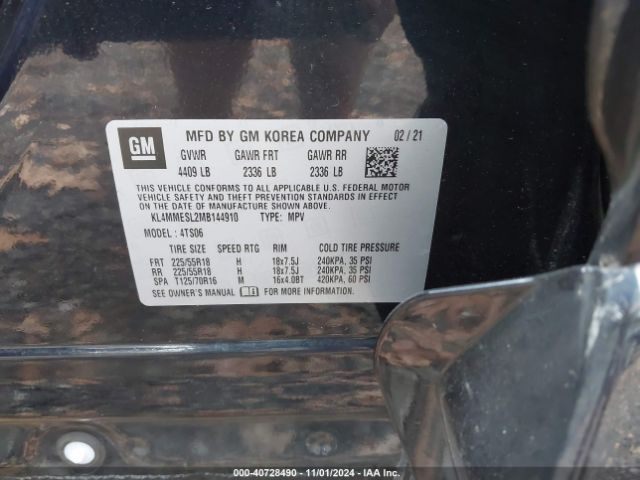 GM MFD BY GM KOREA COMPANY 02 / 21
GVWR GAWR FRT GAWR RR
4409 LB 2336 LB 2336 LB
THIS VEHICLE CONFORMS TO ALL APPLICABLE U.S. FEDERAL MOTOR
VEHICLE SAFETY AND THEFT PREVENTION STANDARDS IN EFFECT
ON THE DATE OF MANUFACTURE SHOWN ABOVE.
KL4MMESL2MB144910 TYPE: MPV
MODEL : 4TS06
TIRE SIZE SPEED RTG RIM COLD TIRE PRESSURE
FRT 225/55R18 H 18x7.5J 240KPA, 35 PSI
RR 225/55R18 H 18x7.5J 240KPA, 35 PSI
SPA T125/70R16 M 16x4.0BT 420KPA, 60 PSI
SEE OWNER'S MANUAL FOR MORE INFORMATION.
000-40728490 - 11/01/2024 - IAA Inc.